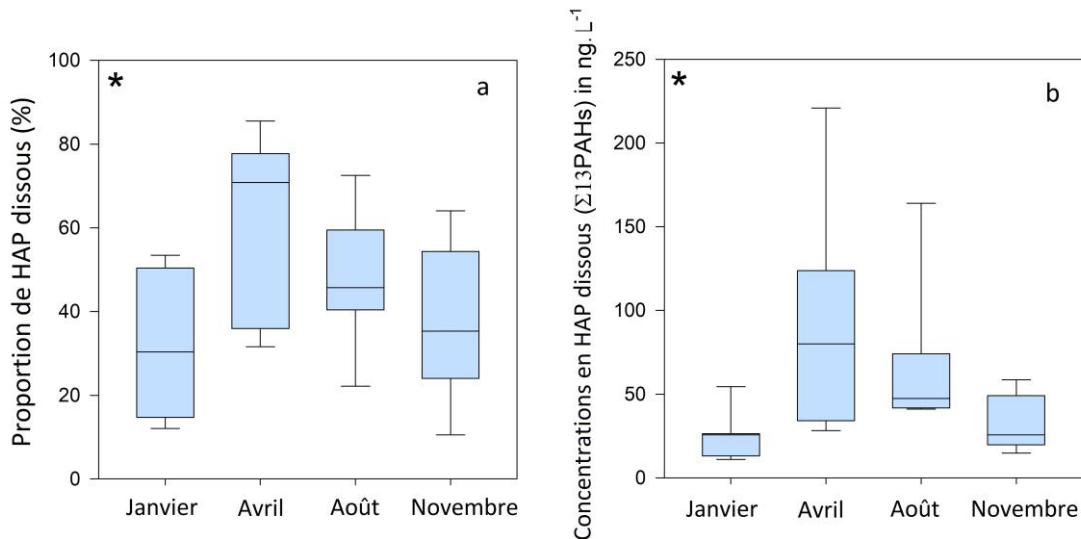 Proportion de HAP dissous (%)
100
80
60
40
20
0
*
a
Janvier
Avril
Août
Novembre
Concentrations en HAP dissous (Σ13PAHs) in ng.L⁻¹
250
200
150
100
50
0
*
b
Janvier
Avril
Août
Novembre